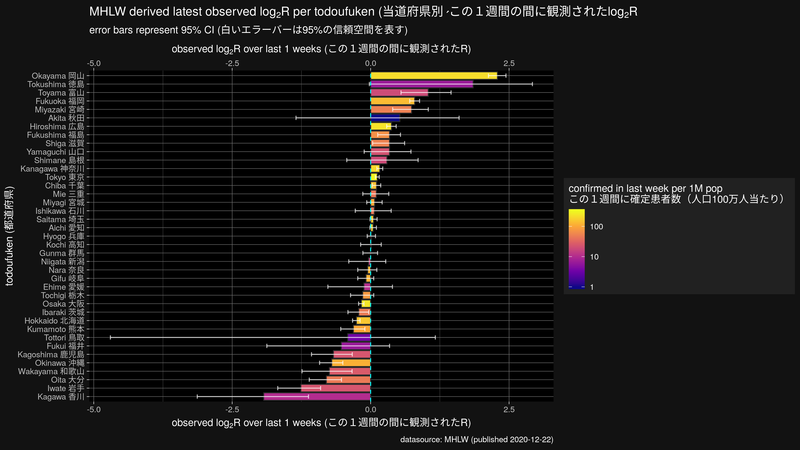 MHLW derived latest observed log₂R per todoufuken (当道府県別 -この１週間の間に観測されたlog₂R
error bars represent 95% CI (白いエラーバーは95%の信頼空間を表す)
observed log₂R over last 1 weeks (この１週間の間に観測されたR)
-5.0 -2.5 0.0 2.5
todoufuken (都道府県)
Okayama 岡山
Tokushima 徳島
Toyama 富山
Fukuoka 福岡
Miyazaki 宮崎
Akita 秋田
Hiroshima 広島
Fukushima 福島
Shiga 滋賀
Yamaguchi 山口
Shimane 島根
Kanagawa 神奈川
Tokyo 東京
Chiba 千葉
Mie 三重
Miyagi 宮城
Ishikawa 石川
Saitama 埼玉
Aichi 愛知
Hyogo 兵庫
Kochi 高知
Gunma 群馬
Niigata 新潟
Nara 奈良
Gifu 岐阜
Ehime 愛媛
Tochigi 栃木
Osaka 大阪
Ibaraki 茨城
Hokkaido 北海道
Kumamoto 熊本
Tottori 鳥取
Fukui 福井
Kagoshima 鹿児島
Okinawa 沖縄
Wakayama 和歌山
Oita 大分
Iwate 岩手
Kagawa 香川
-5.0 -2.5 0.0 2.5
observed log₂R over last 1 weeks (この１週間の間に観測されたR)
confirmed in last week per 1M pop
この１週間に確定患者数（人口100万人当たり）
100
10
1
datasource: MHLW (published 2020-12-22)